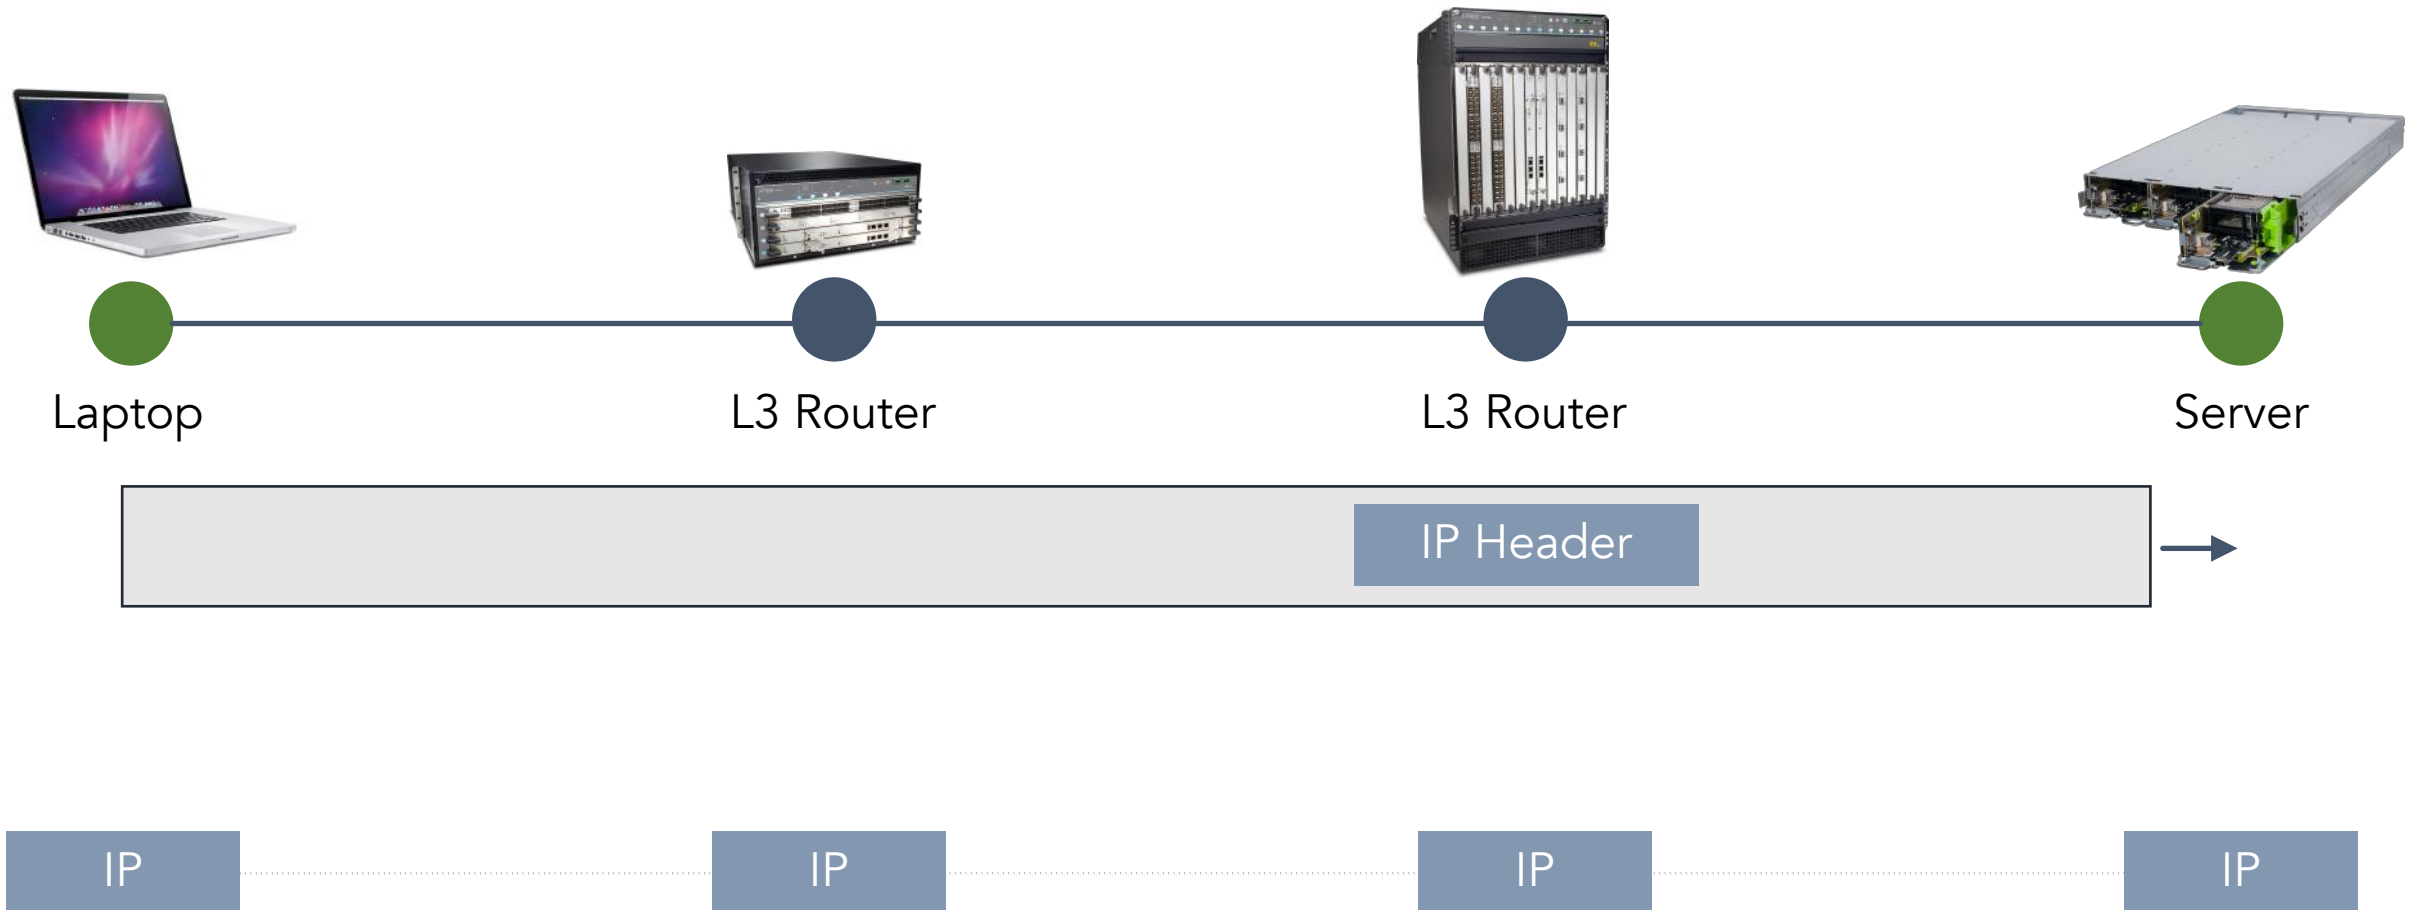 Laptop
L3 Router
L3 Router
Server
IP Header
IP
IP
IP
IP